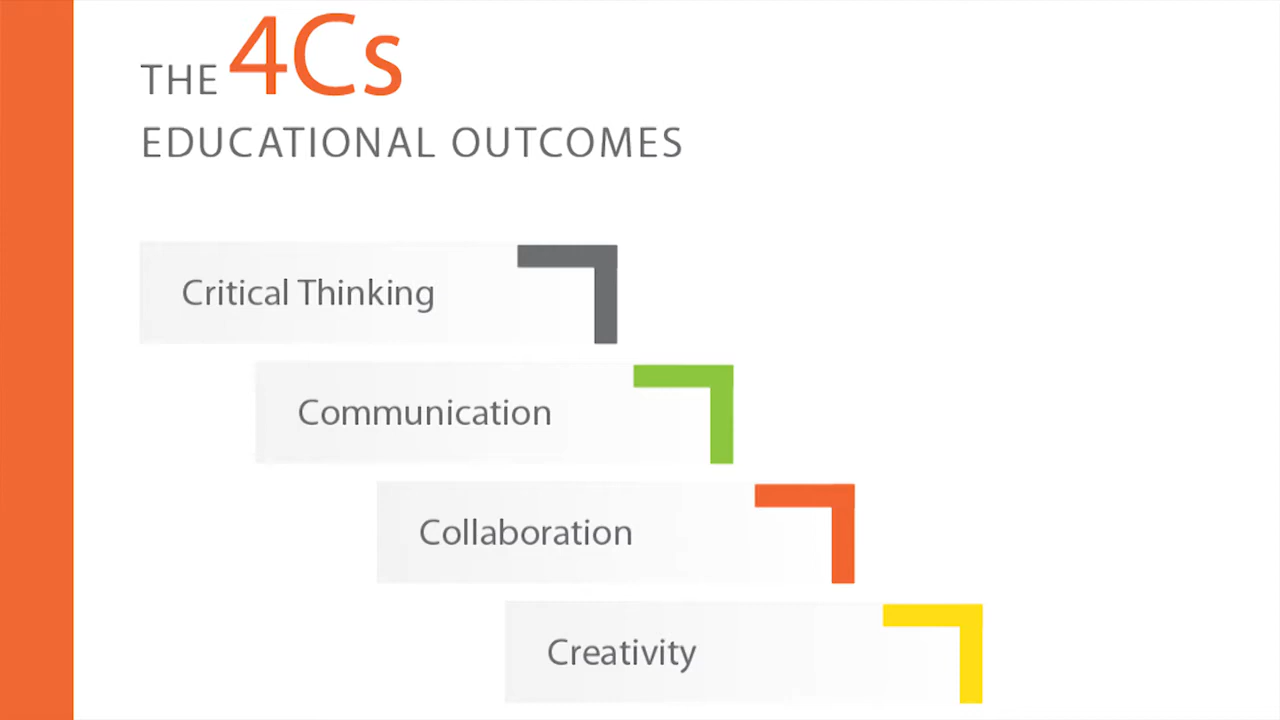 THE 4Cs
EDUCATIONAL OUTCOMES
Critical Thinking
Communication
Collaboration
Creativity